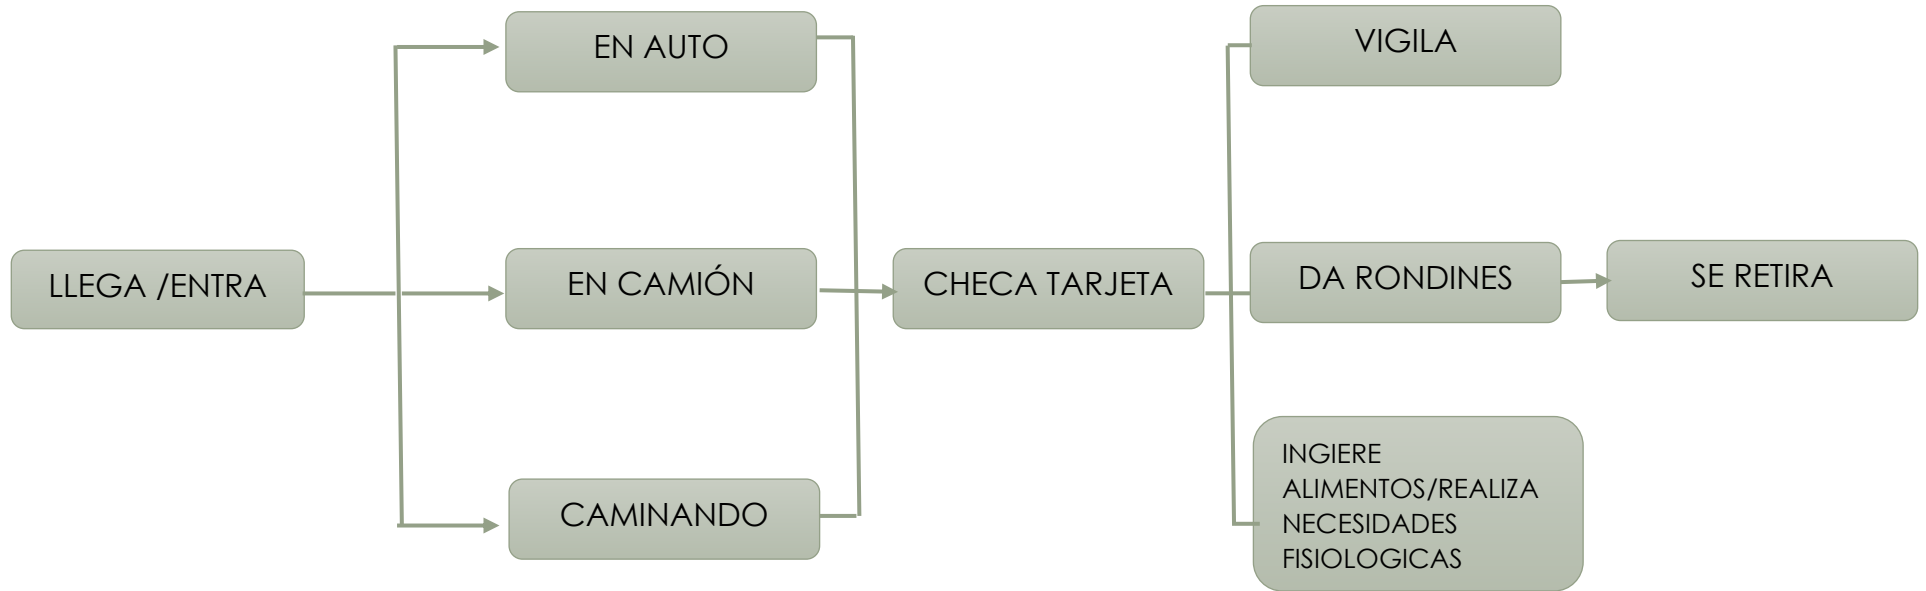 LLEGA /ENTRA
EN AUTO
EN CAMIÓN
CAMINANDO
CHECA TARJETA
VIGILA
DA RONDINES
INGIERE
ALIMENTOS/REALIZA
NECESIDADES
FISIOLOGICAS
SE RETIRA